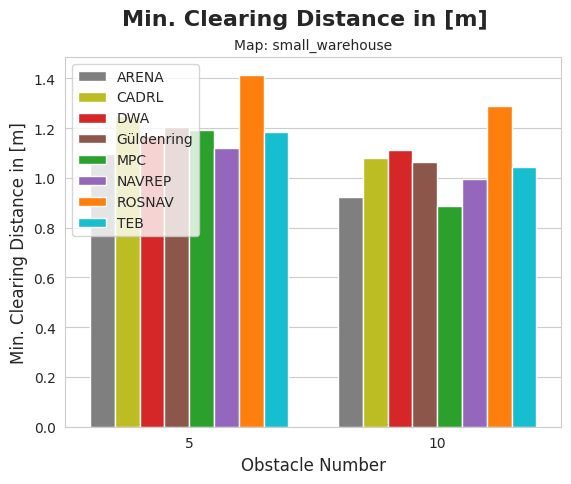 Min. Clearing Distance in [m]
Map: small_warehouse
Min. Clearing Distance in [m]
1.4
1.2
1.0
0.8
0.6
0.4
0.2
0.0
ARENA
CADRL
DWA
Güldenring
MPC
NAVREP
ROSNAV
TEB
5
10
Obstacle Number